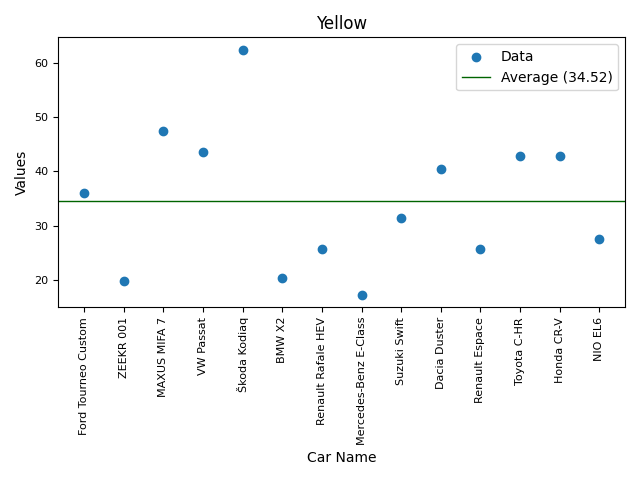 Yellow
Data
Average (34.52)
Values
60
50
40
30
20
Ford Tourneo Custom
ZEEKR 001
MAXUS MIFA 7
VW Passat
Škoda Kodiaq
BMW X2
Renault Rafale HEV
Mercedes-Benz E-Class
Suzuki Swift
Dacia Duster
Renault Espace
Toyota C-HR
Honda CR-V
NIO EL6
Car Name